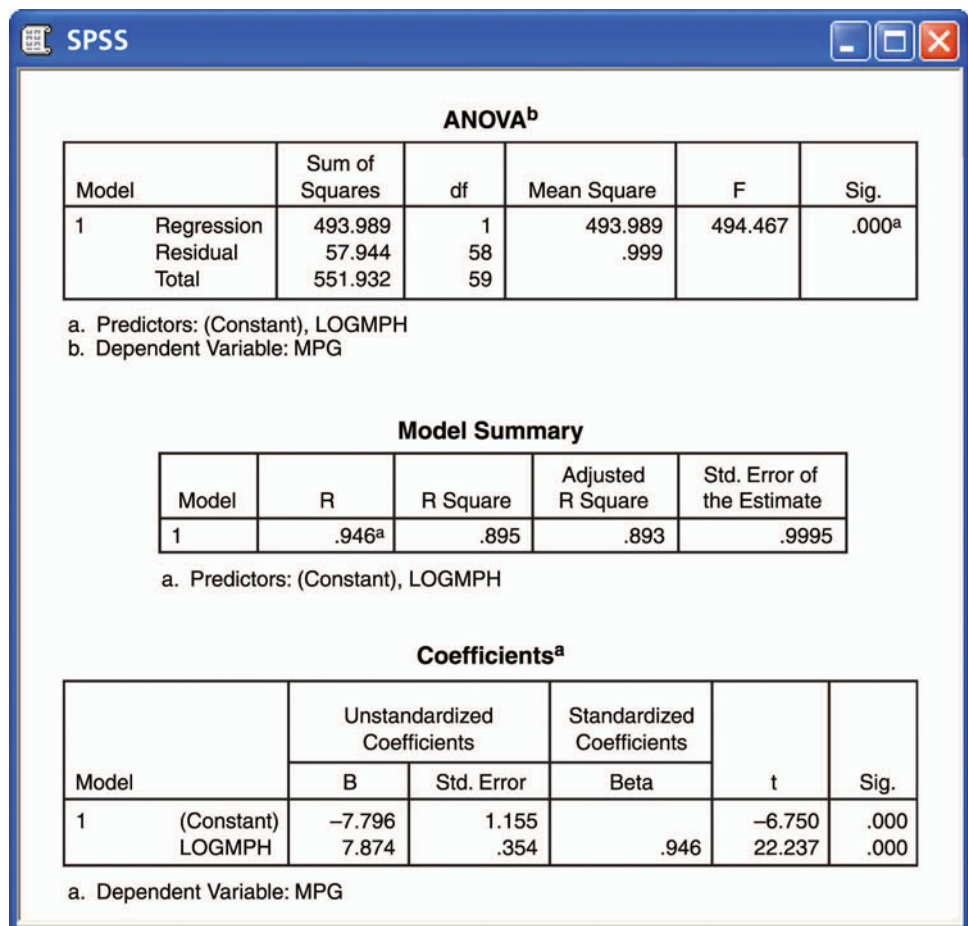 SPSS
ANOVAb
Model Sum of Squares df Mean Square F Sig.
1 Regression 493.989 1 493.989 494.467 .000a
Residual 57.944 58 .999
Total 551.932 59
a. Predictors: (Constant), LOGMPH
b. Dependent Variable: MPG
Model Summary
Model R R Square Adjusted R Square Std. Error of the Estimate
1 .946a .895 .893 .9995
a. Predictors: (Constant), LOGMPH
Coefficientsa
Unstandardized Coefficients Standardized Coefficients
Model B Std. Error Beta t Sig.
1 (Constant) –7.796 1.155 –6.750 .000
LOGMPH 7.874 .354 .946 22.237 .000
a. Dependent Variable: MPG